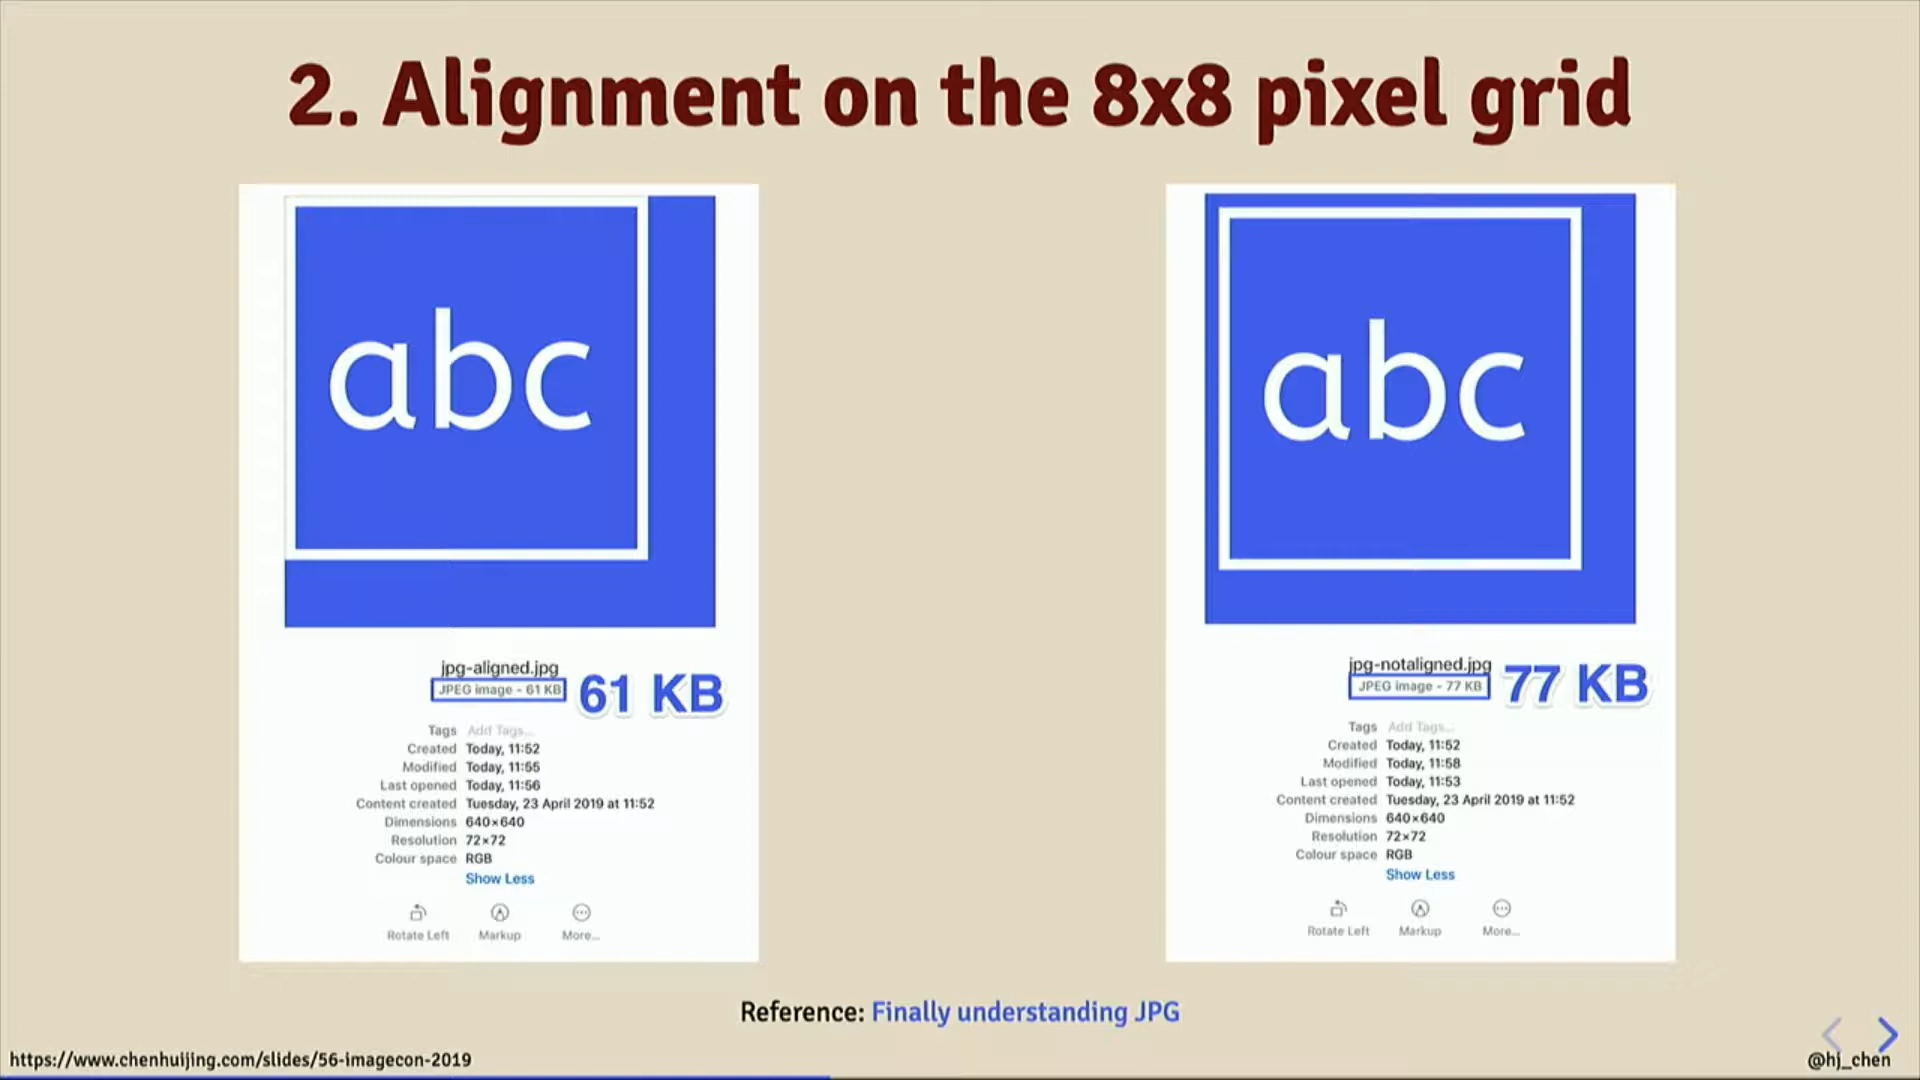 2. Alignment on the 8x8 pixel grid
abc
jpg-aligned.jpg
JPEG image - 61 KB
61 KB
Tags Add Tags...
Created Today, 11:52
Modified Today, 11:55
Last opened Today, 11:56
Content created Tuesday, 23 April 2019 at 11:52
Dimensions 640×640
Resolution 72×72
Colour space RGB
Show Less
Rotate Left Markup More...
abc
jpg-notaligned.jpg
JPEG image - 77 KB
77 KB
Tags Add Tags...
Created Today, 11:52
Modified Today, 11:58
Last opened Today, 11:53
Content created Tuesday, 23 April 2019 at 11:52
Dimensions 640×640
Resolution 72×72
Colour space RGB
Show Less
Rotate Left Markup More...
Reference: Finally understanding JPG
https://www.chenhuijing.com/slides/56-imagecon-2019
@hj_chen